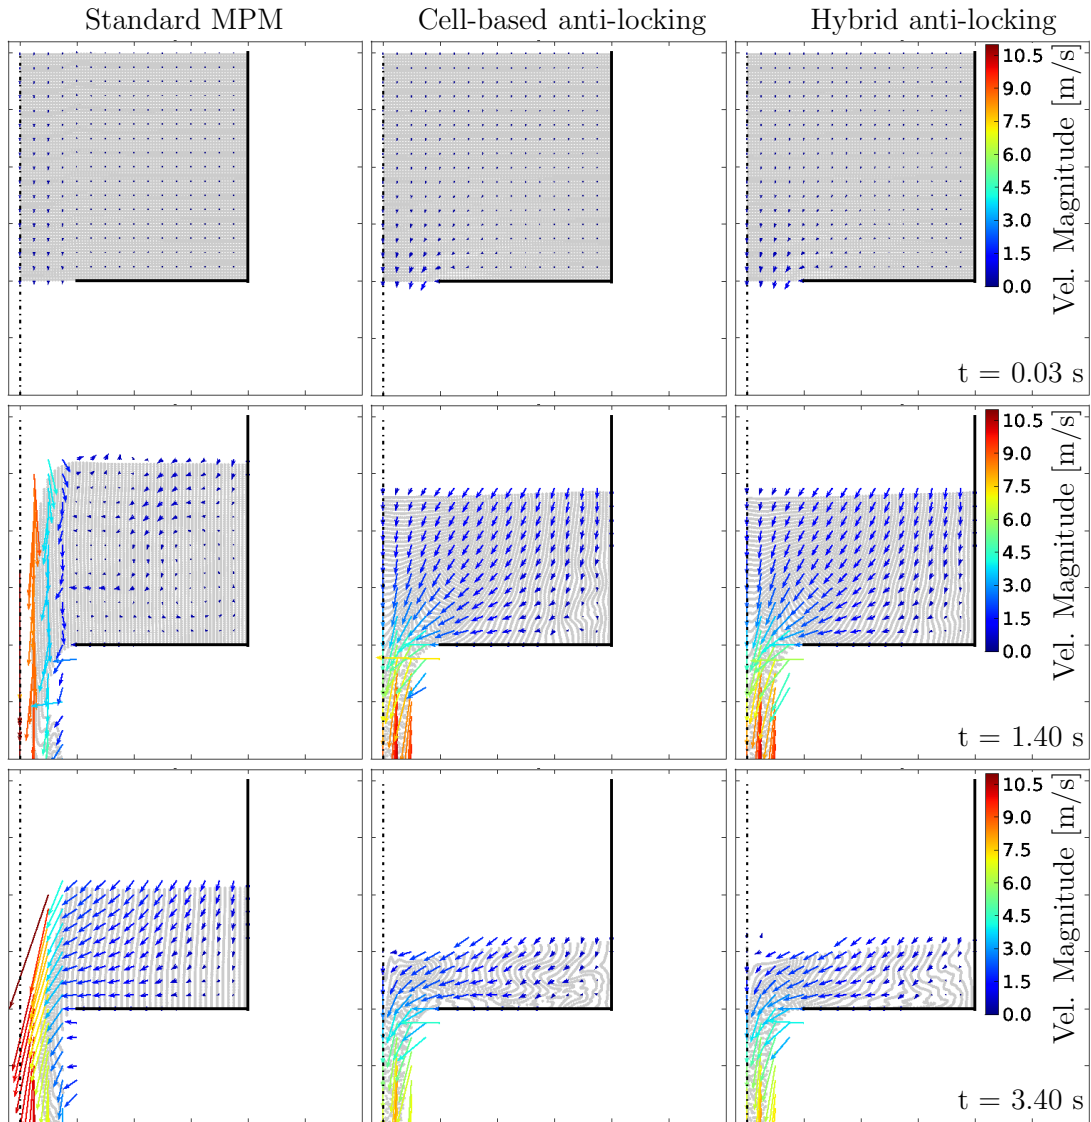 Standard MPM
Cell-based anti-locking
Hybrid anti-locking
10.5
9.0
7.5
6.0
4.5
3.0
1.5
0.0
Vel. Magnitude [m/s]
t = 0.03 s
10.5
9.0
7.5
6.0
4.5
3.0
1.5
0.0
Vel. Magnitude [m/s]
t = 1.40 s
10.5
9.0
7.5
6.0
4.5
3.0
1.5
0.0
Vel. Magnitude [m/s]
t = 3.40 s